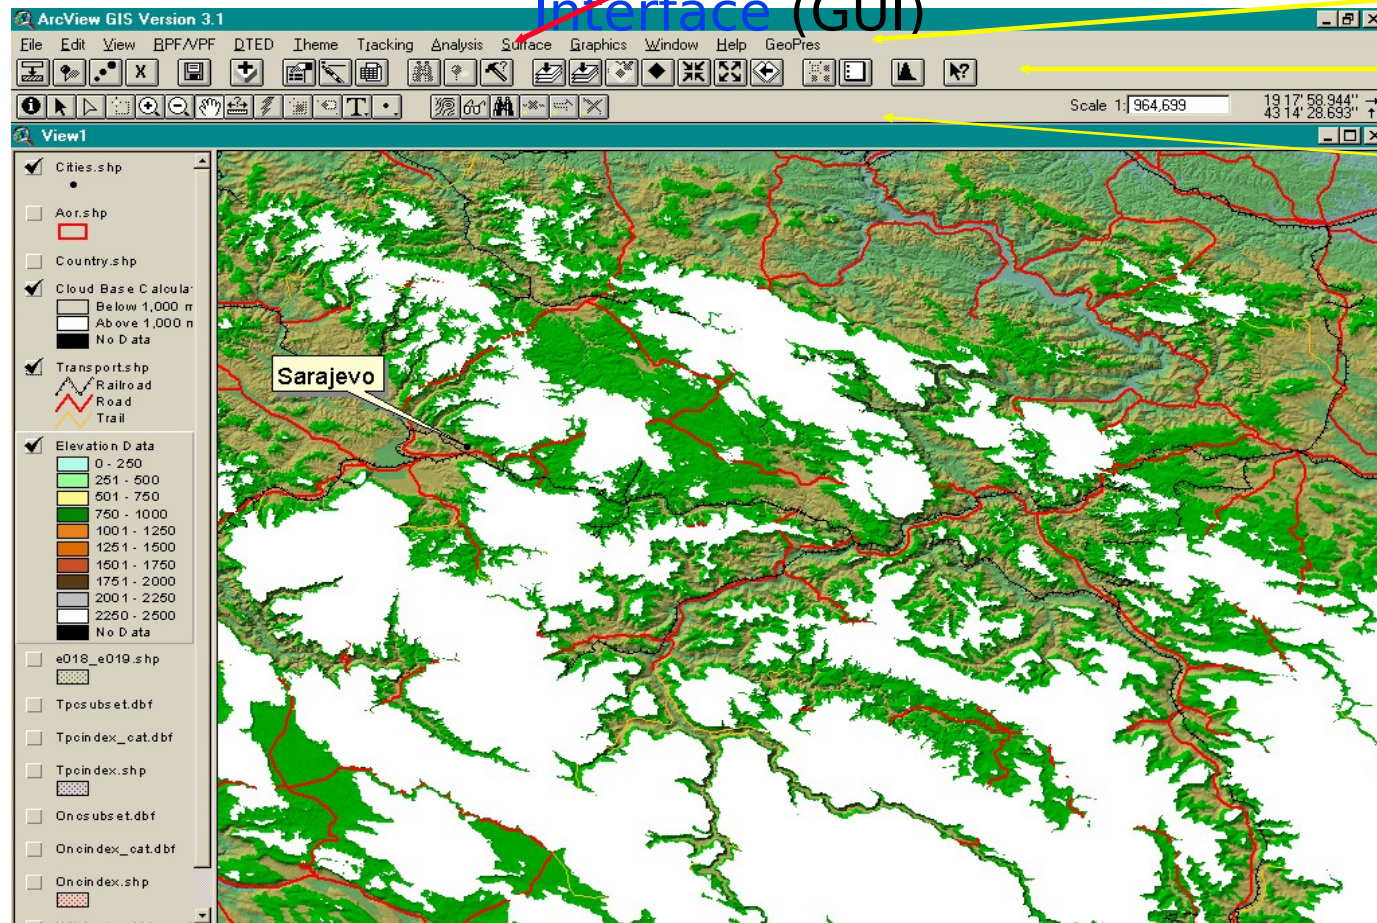 Interface (GUI)
ArcView GIS Version 3.1
File Edit View RPF/VPF DTED Theme Tracking Analysis Surface Graphics Window Help GeoPres
X
T
Scale 1: 964,699
19 17' 58.944"
43 14' 28.693"
View1
Cities.shp
Aor.shp
Country.shp
Cloud Base Calcula
Below 1,000 m
Above 1,000 m
No Data
Transport.shp
Railroad
Road
Trail
Sarajevo
Elevation Data
0 - 250
251 - 500
501 - 750
750 - 1000
1001 - 1250
1251 - 1500
1501 - 1750
1751 - 2000
2001 - 2250
2250 - 2500
No Data
e018_e019.shp
Tpcsubset.dbf
Tpcindex_cat.dbf
Tpcindex.shp
Oncsubset.dbf
Oncindex_cat.dbf
Oncindex.shp